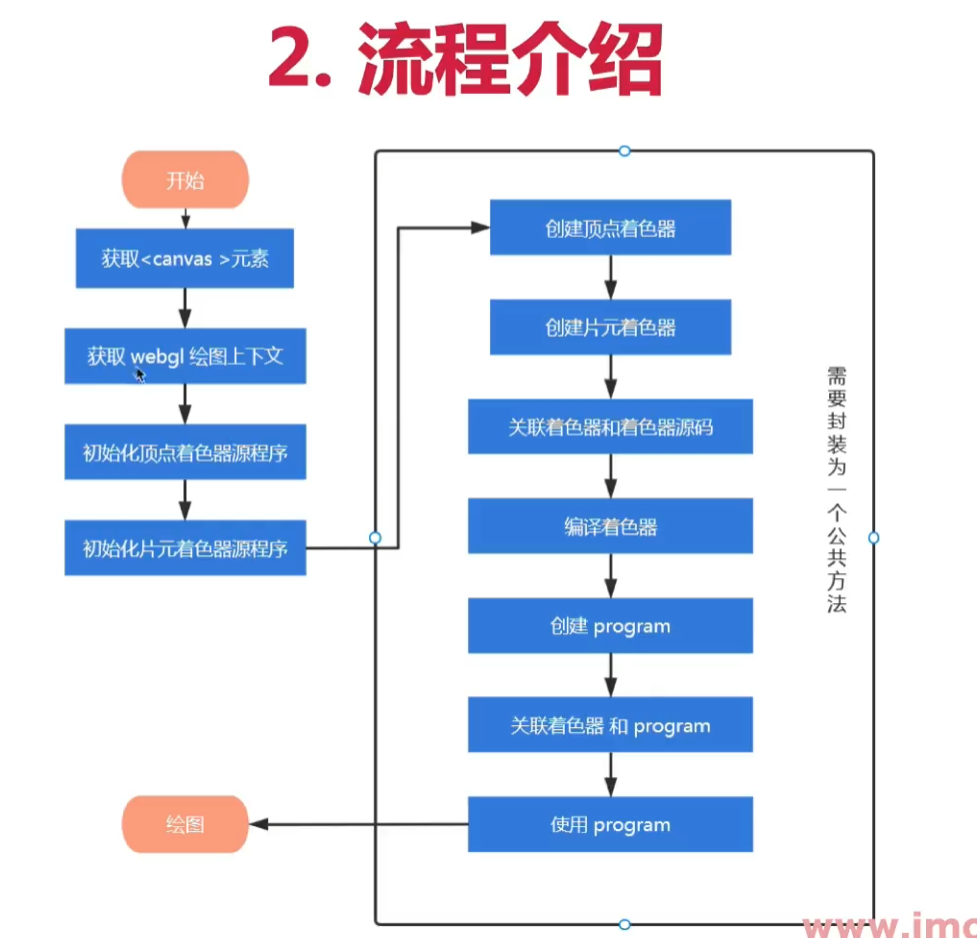 2. 流程介绍
开始
获取<canvas >元素
获取 webgl 绘图上下文
初始化顶点着色器源程序
初始化片元着色器源程序
创建顶点着色器
创建片元着色器
关联着色器和着色器源码
编译着色器
创建 program
关联着色器 和 program
使用 program
绘图
需要封装为一个公共方法
www.imo